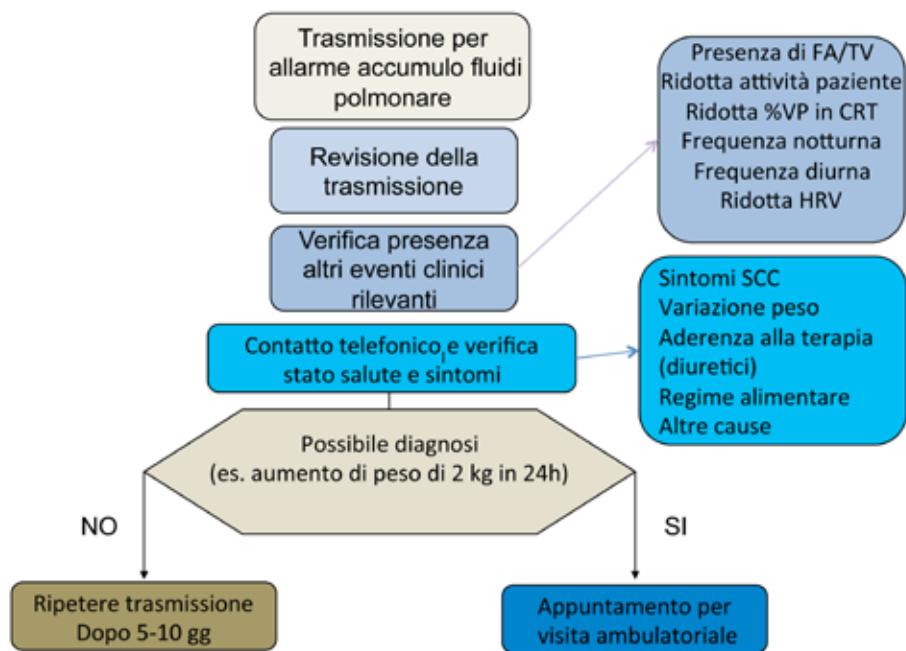 Trasmissione per
allarme accumulo fluidi
polmonare
Revisione della
trasmissione
Verifica presenza
altri eventi clinici
rilevanti
Presenza di FA/TV
Ridotta attività paziente
Ridotta %VP in CRT
Frequenza notturna
Frequenza diurna
Ridotta HRV
Contatto telefonico e verifica
stato salute e sintomi
Sintomi SCC
Variazione peso
Aderenza alla terapia
(diuretici)
Regime alimentare
Altre cause
Possibile diagnosi
(es. aumento di peso di 2 kg in 24h)
NO
SI
Ripetere trasmissione
Dopo 5-10 gg
Appuntamento per
visita ambulatoriale